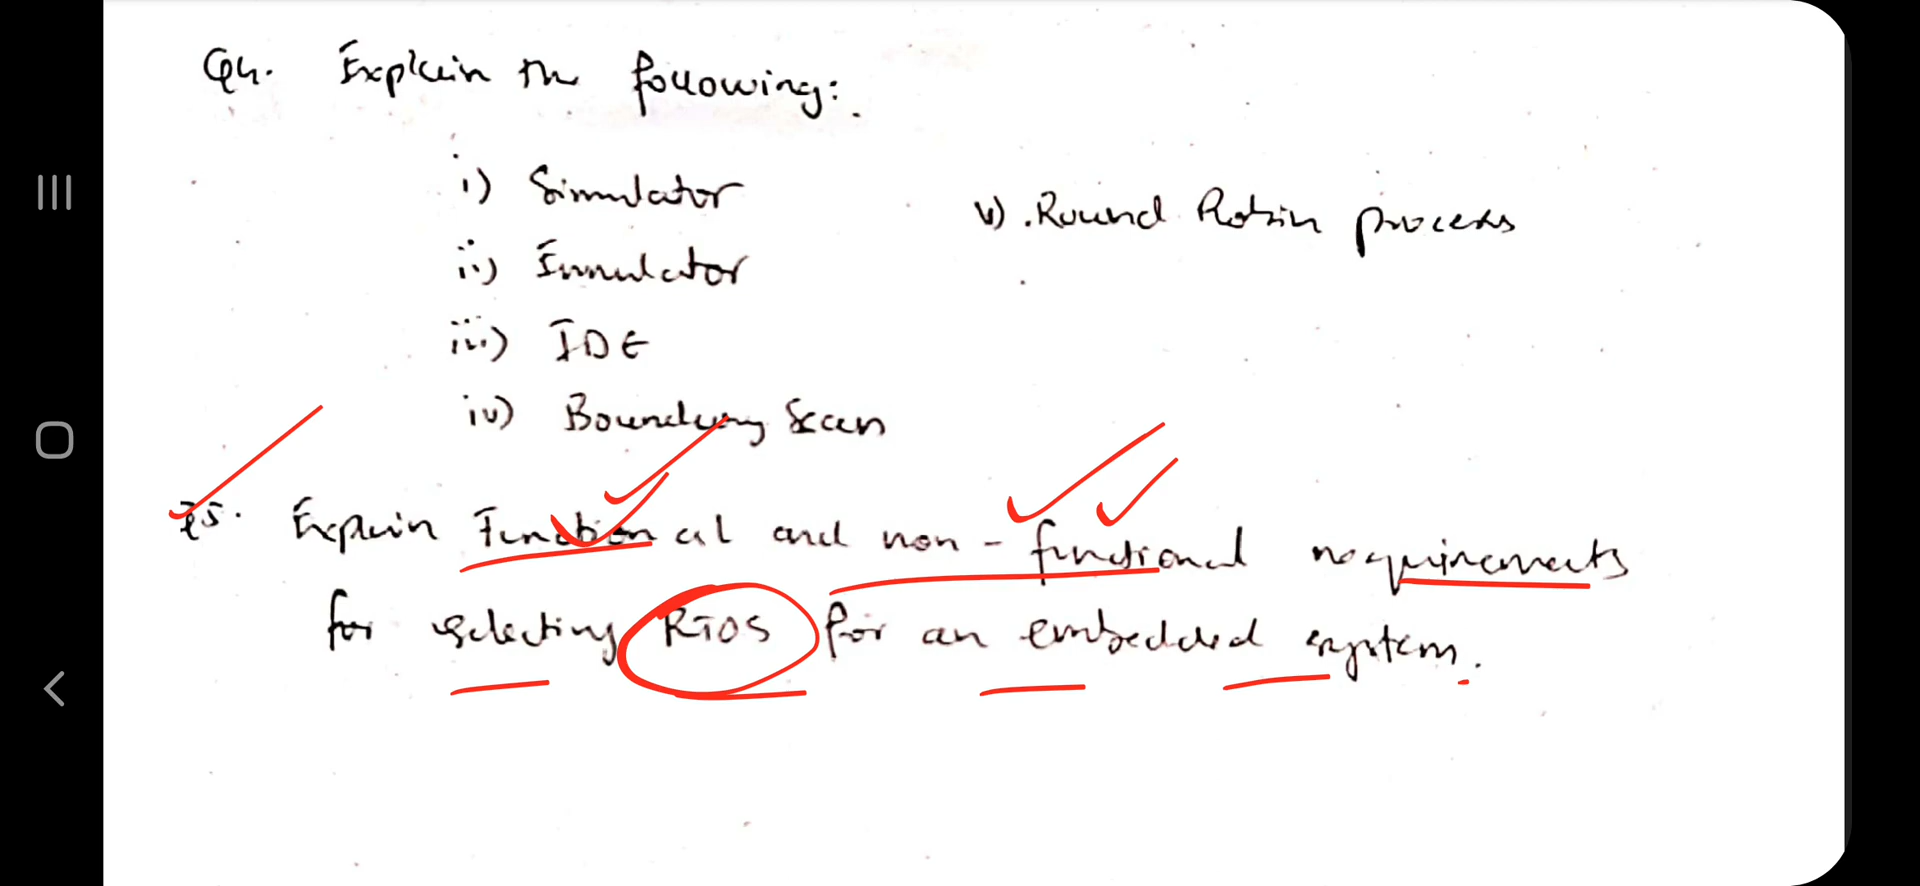 Q4. Explain the following:
i) Simulator
ii) Emulator
iii) IDE
iv) Boundary Scan
v). Round Robin process
Q5. Explain Functional and non-functional requirements
for selecting RTOS for an embedded system.